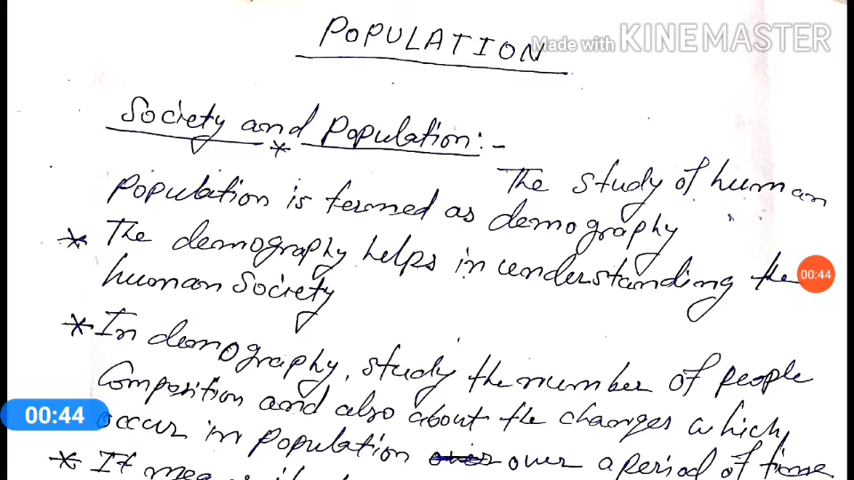 POPULATION
Made with KINEMASTER
Society and Population:-
* The study of human
population is termed as demography
* The demography helps in understanding the
00:44
human Society
* In demography, study the number of people
Composition and also about the changes which
00:44
occur in population over a period of time
* It